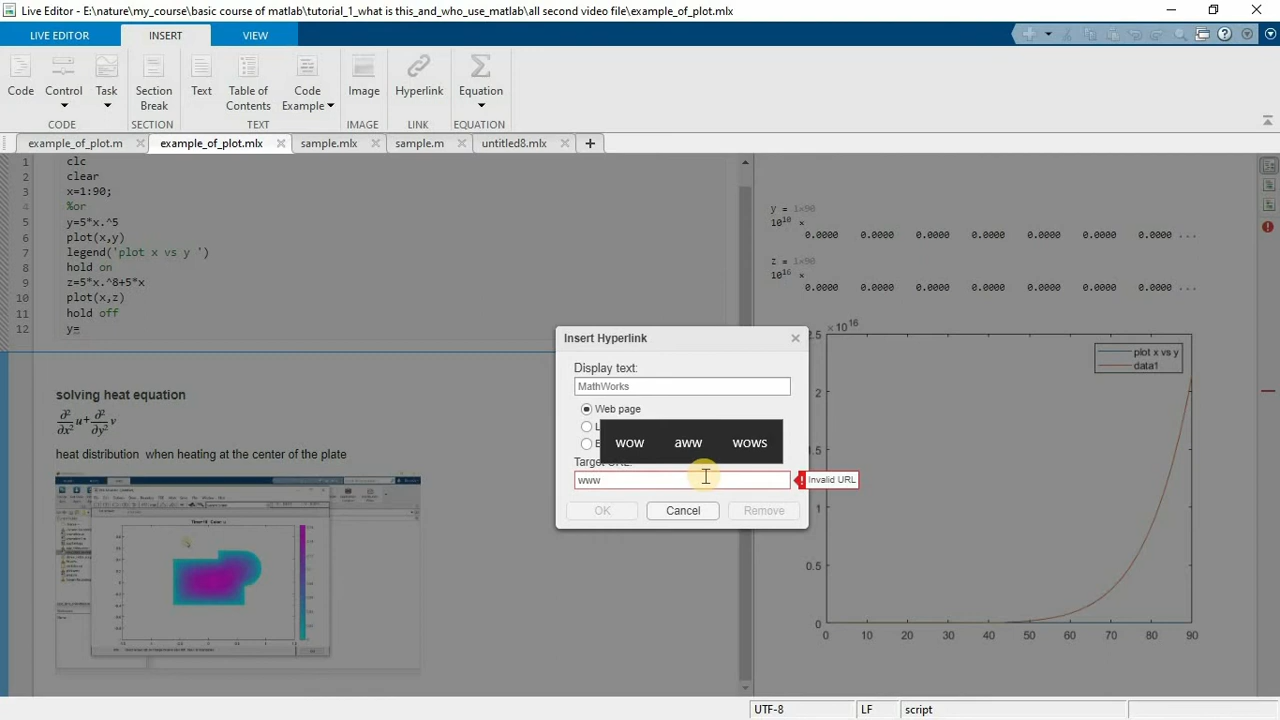 Live Editor - E:\nature\my_course\basic course of matlab\tutorial_1_what is this_and_who_use_matlab\all second video file\example_of_plot.mlx
LIVE EDITOR INSERT VIEW
Code Control Task Section Break Text Table of Contents Code Example Image Hyperlink Equation
CODE SECTION TEXT IMAGE LINK EQUATION
example_of_plot.m example_of_plot.mlx sample.mlx sample.m untitled8.mlx
1 clc
2 clear
3 x=1:90;
4 %or
5 y=5*x.^5
6 plot(x,y)
7 legend('plot x vs y ')
8 hold on
9 z=5*x.^8+5*x
10 plot(x,z)
11 hold off
12 y=
solving heat equation
∂²/∂x² u+ ∂²/∂y² v
heat distribution when heating at the center of the plate
y = 1×90
10^10 ×
0.0000 0.0000 0.0000 0.0000 0.0000 0.0000 0.0000 ...
z = 1×90
10^16 ×
0.0000 0.0000 0.0000 0.0000 0.0000 0.0000 0.0000 ...
×10^16
2.5
2
1
0.5
0
0 10 20 30 40 50 60 70 80 90
plot x vs y
data1
Insert Hyperlink
Display text:
MathWorks
Web page
wow aww wows
www
Invalid URL
OK Cancel Remove
UTF-8 LF script